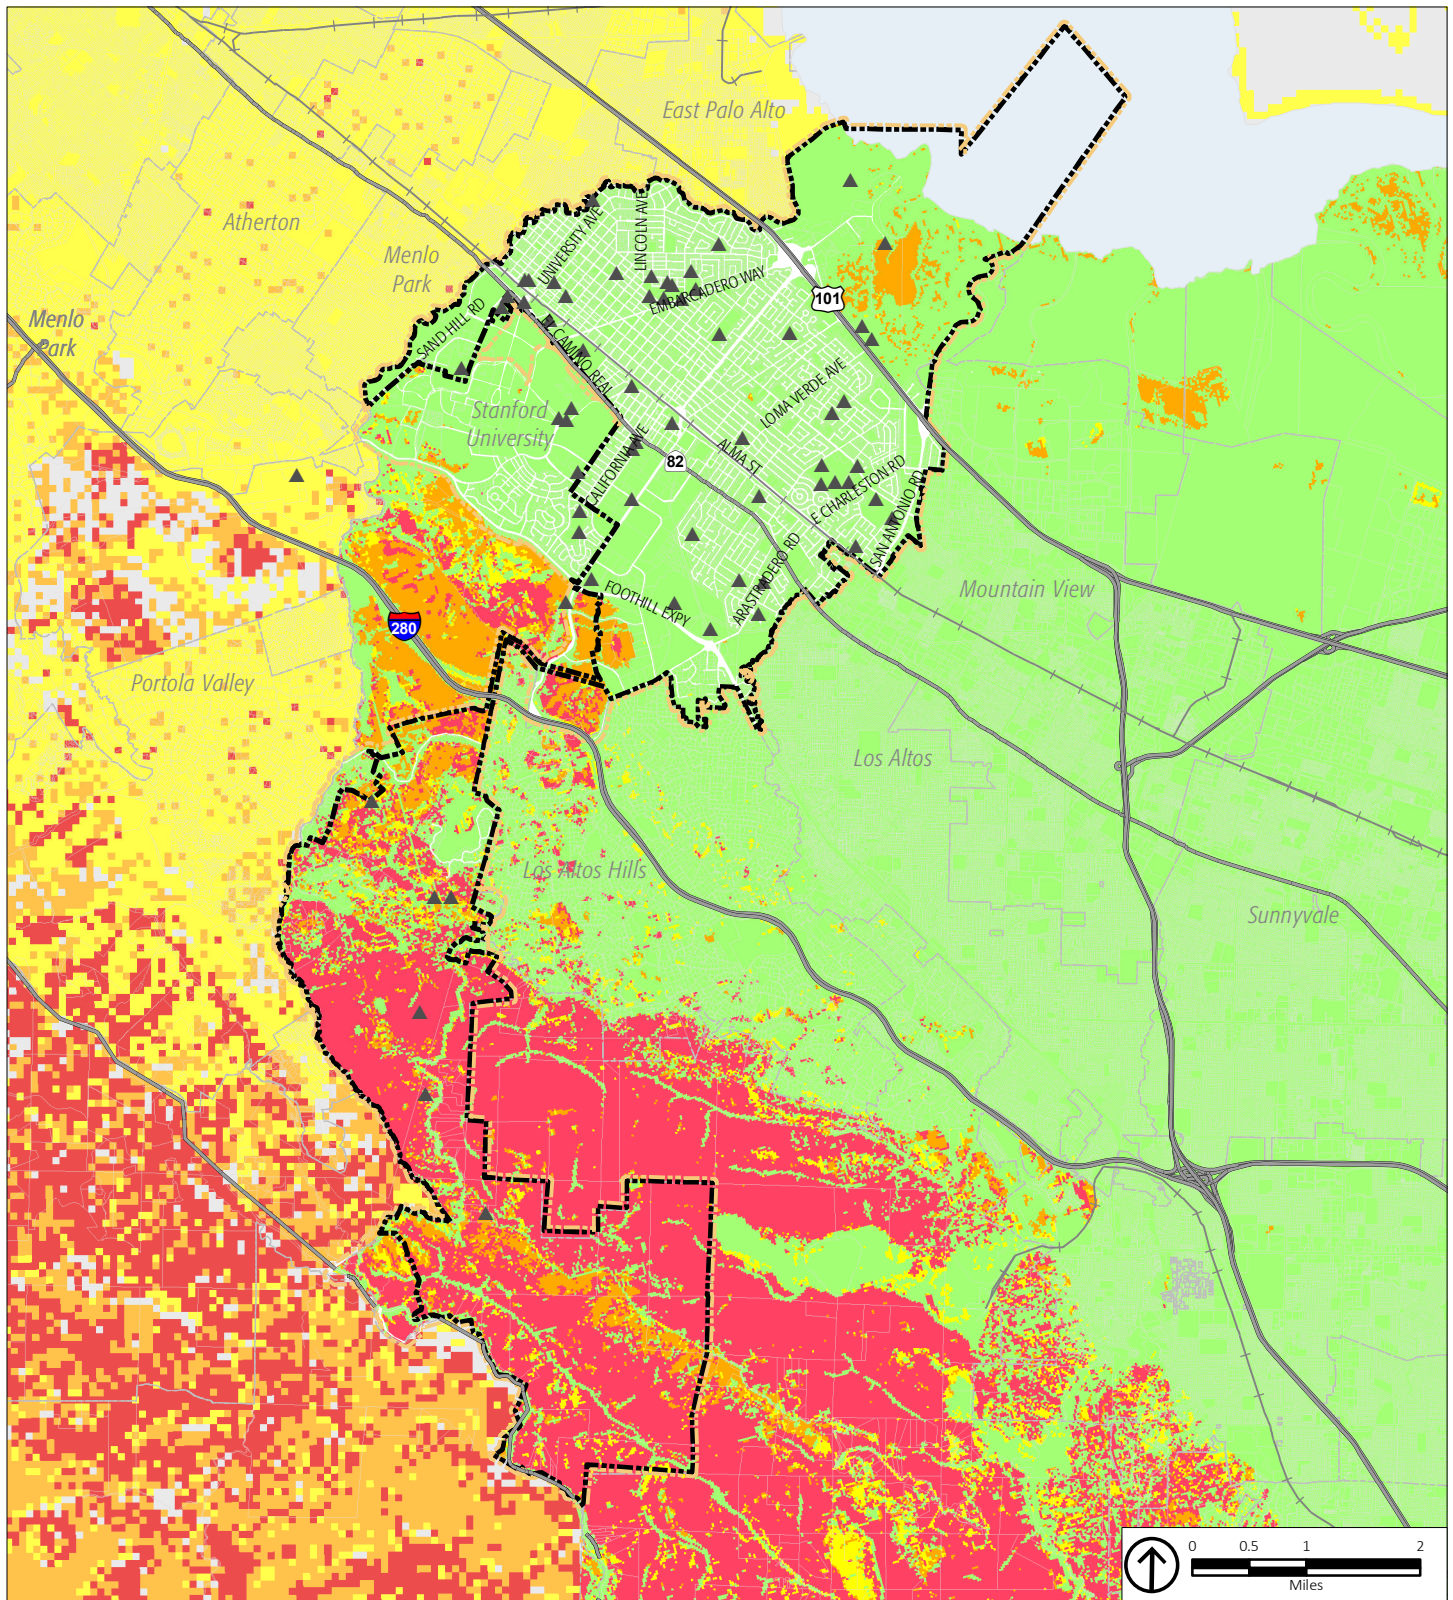 East Palo Alto
Atherton
Menlo
Park
Menlo
Park
UNIVERSITY AVE
LINCOLN AVE
EMBARCADERO WAY
101
SAND HILL RD
EL CAMINO REAL
Stanford
University
LOMA VERDE AVE
CALIFORNIA AVE
82
ALMA ST
E CHARLESTON RD
SAN ANTONIO RD
ARASTRADERO RD
FOOTHILL EXPY
280
Mountain View
Portola Valley
Los Altos
Los Altos Hills
Sunnyvale
0 0.5 1 2
Miles